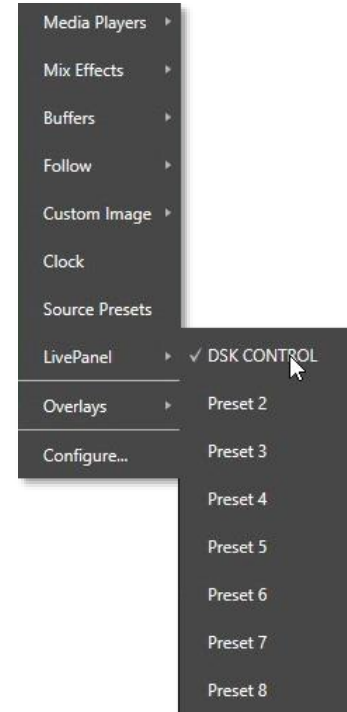 Media Players
Mix Effects
Buffers
Follow
Custom Image
Clock
Source Presets
LivePanel
Overlays
Configure...
✓ DSK CONTROL
Preset 2
Preset 3
Preset 4
Preset 5
Preset 6
Preset 7
Preset 8